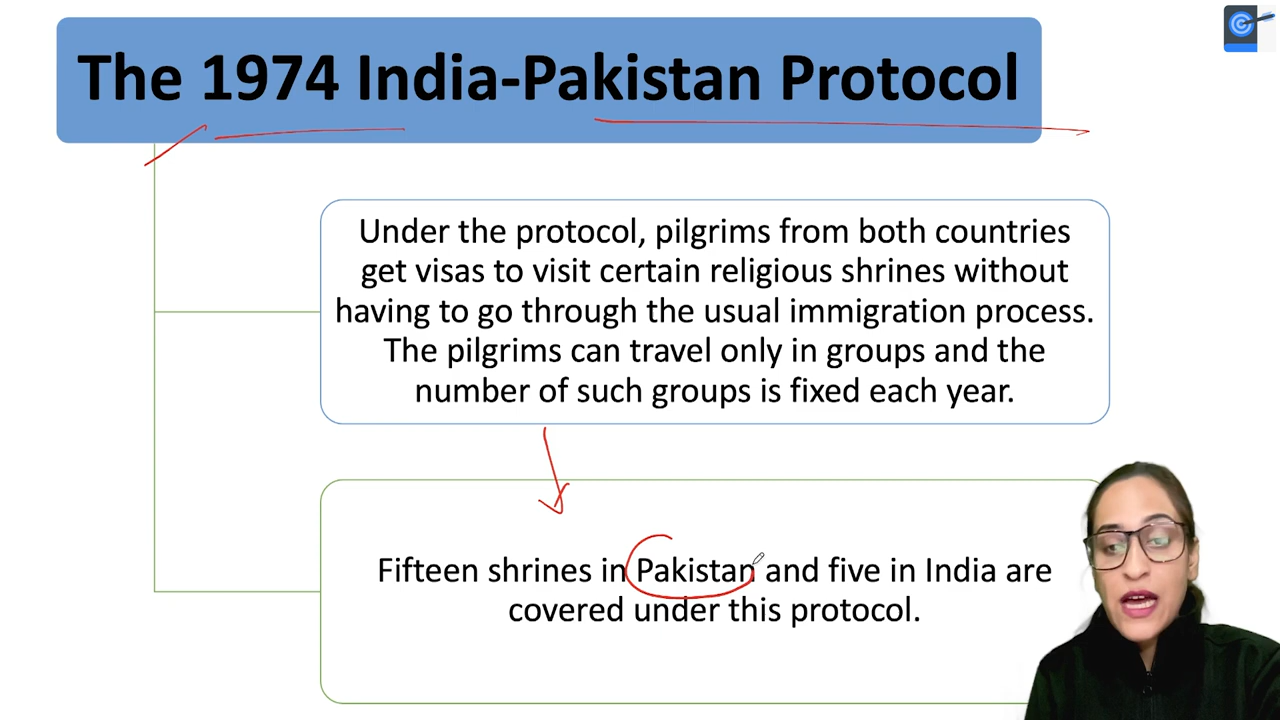 The 1974 India-Pakistan Protocol
Under the protocol, pilgrims from both countries
get visas to visit certain religious shrines without
having to go through the usual immigration process.
The pilgrims can travel only in groups and the
number of such groups is fixed each year.
Fifteen shrines in Pakistan and five in India are
covered under this protocol.